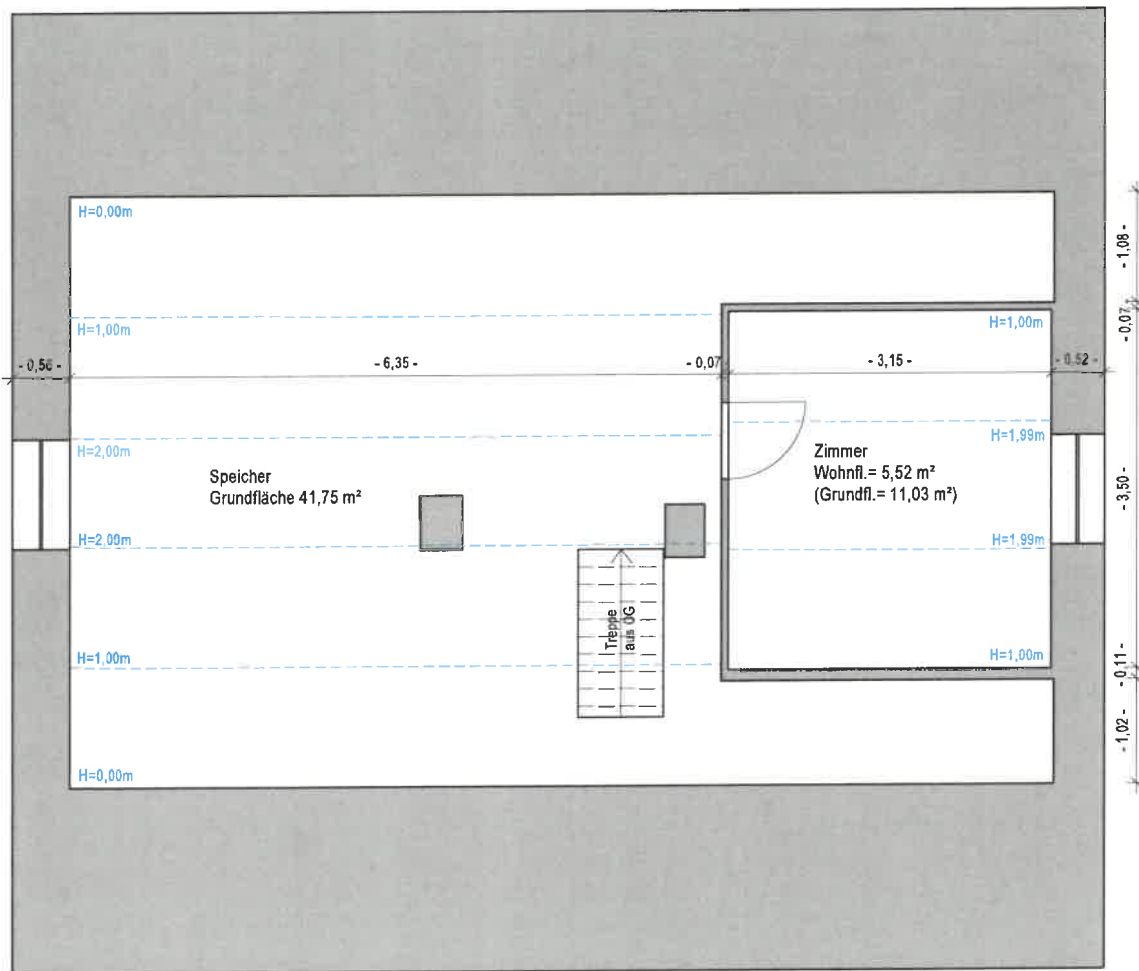 H=0,00m
- 1,08 -
- 0,07 -
H=1,00m
H=1,00m
- 0,56 -
- 6,35 -
- 0,07 -
- 3,15 -
- 0,52 -
H=2,00m
H=1,99m
Zimmer
Wohnfl.= 5,52 m²
(Grundfl.= 11,03 m²)
Speicher
Grundfläche 41,75 m²
- 3,50 -
H=2,00m
H=1,99m
Treppe
aus OG
H=1,00m
H=1,00m
- 0,11 -
- 1,02 -
H=0,00m